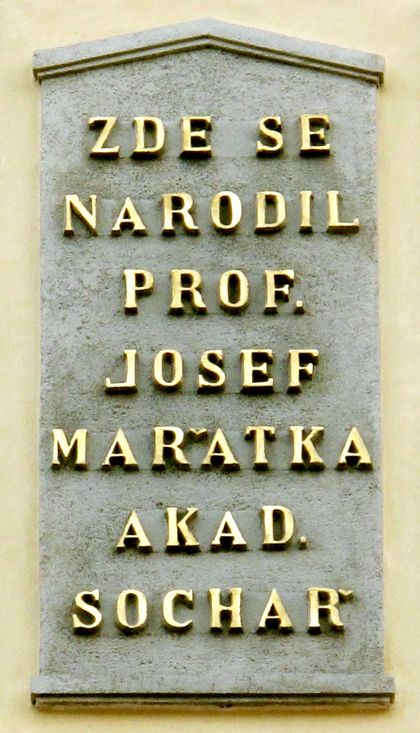 ZDE SE
NARODIL
PROF.
JOSEF
MAŘATKA
AKAD.
SOCHAŘ